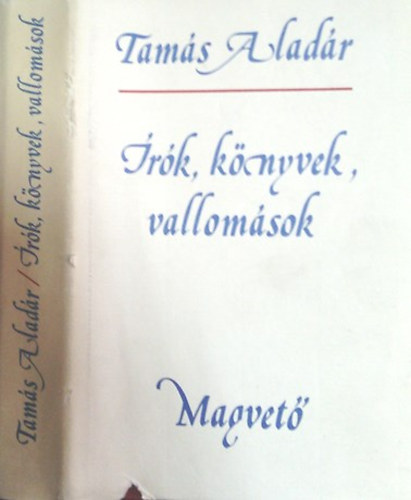 Tamás Aladár / Írók, könyvek, vallomások
Tamás Aladár
Írók, könyvek,
vallomások
Magvető